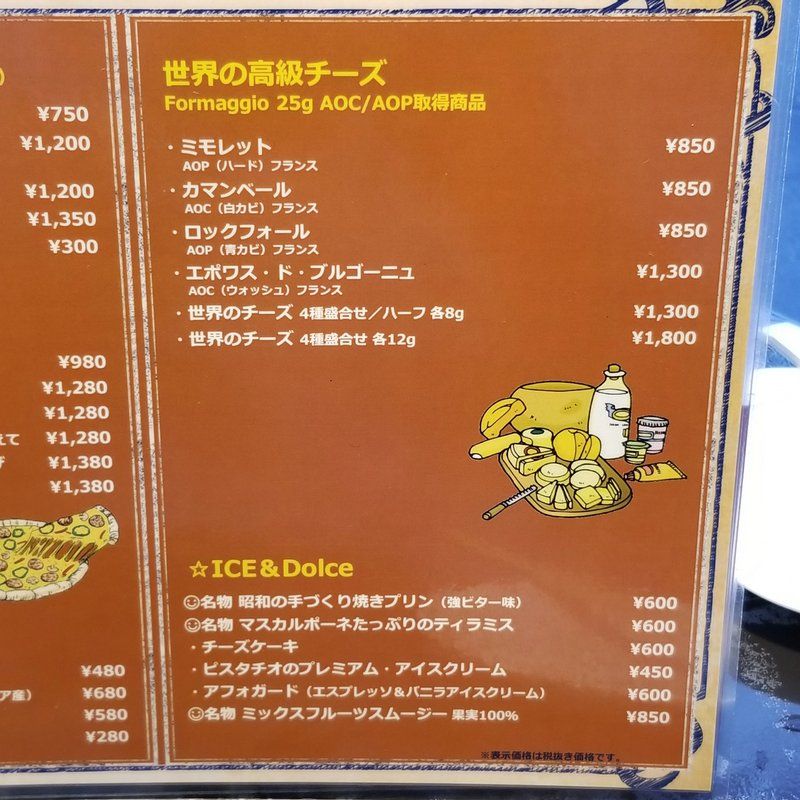 )
¥750
¥1,200
¥1,200
¥1,350
¥300
¥980
¥1,280
¥1,280
えて ¥1,280
¥1,380
¥1,380
¥480
ア産) ¥680
¥580
¥280
世界の高級チーズ
Formaggio 25g AOC/AOP取得商品
・ミモレット ¥850
AOP（ハード）フランス
・カマンベール ¥850
AOC（白カビ）フランス
・ロックフォール ¥850
AOP（青カビ）フランス
・エポワス・ド・ブルゴーニュ ¥1,300
AOC（ウォッシュ）フランス
・世界のチーズ 4種盛合せ／ハーフ 各8g ¥1,300
・世界のチーズ 4種盛合せ 各12g ¥1,800
☆ICE＆Dolce
☺名物 昭和の手づくり焼きプリン（強ビター味） ¥600
☺名物 マスカルポーネたっぷりのティラミス ¥600
・チーズケーキ ¥600
・ピスタチオのプレミアム・アイスクリーム ¥450
・アフォガード（エスプレッソ＆バニラアイスクリーム） ¥600
☺名物 ミックスフルーツスムージー 果実100% ¥850
※表示価格は税抜き価格です。